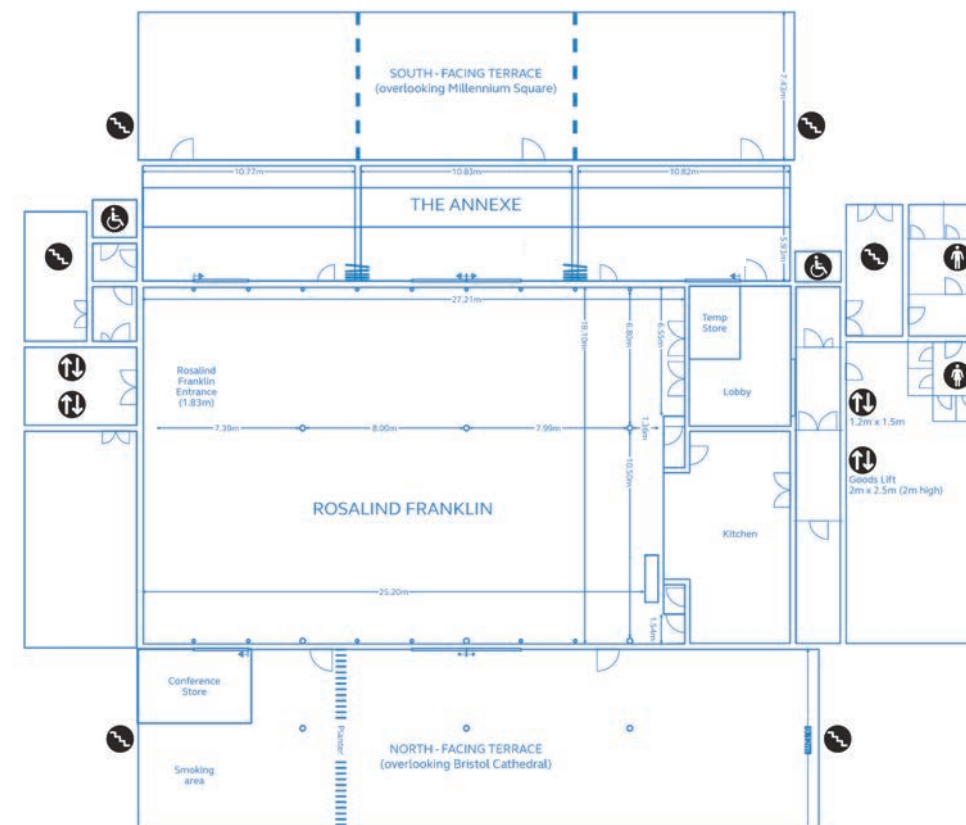 SOUTH - FACING TERRACE
(overlooking Millennium Square)
7.43m
10.77m
10.83m
10.82m
THE ANNEXE
5.93m
27.21m
Temp
Store
18.10m
6.80m
6.55m
Rosalind
Franklin
Entrance
(1.83m)
Lobby
1.2m x 1.5m
7.39m
8.00m
7.99m
1.36m
10.50m
Goods Lift
2m x 2.5m (2m high)
ROSALIND FRANKLIN
Kitchen
25.20m
1.54m
Conference
Store
Planter
NORTH - FACING TERRACE
(overlooking Bristol Cathedral)
Smoking
area